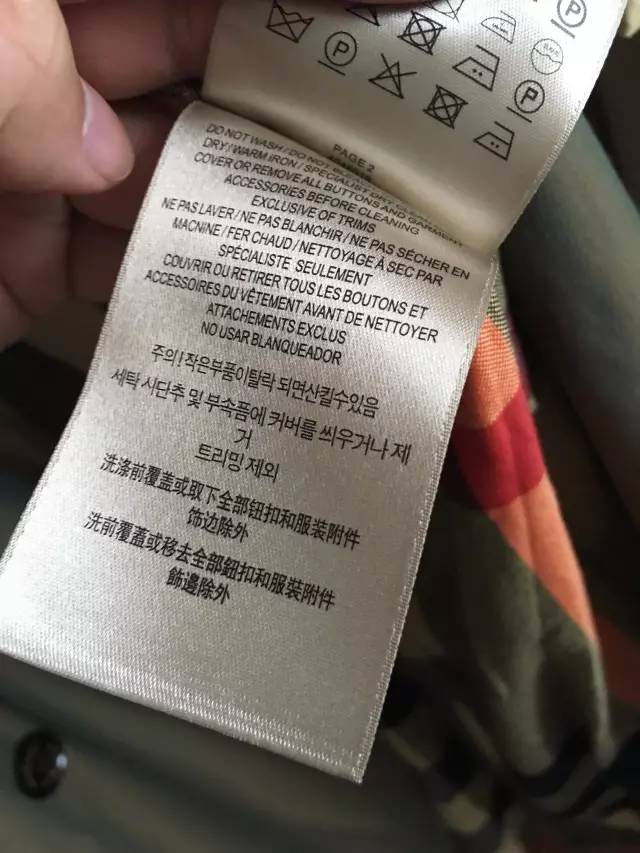 PAGE 2
DO NOT WASH / DO NOT
DRY / WARM IRON / SPECIALIST DRY CLEAN
COVER OR REMOVE ALL BUTTONS AND GARMENT
ACCESSORIES BEFORE CLEANING
EXCLUSIVE OF TRIMS
NE PAS LAVER / NE PAS BLANCHIR / NE PAS SÉCHER EN
MACNINE / FER CHAUD / NETTOYAGE À SEC PAR
SPÉCIALISTE SEULEMENT
COUVRIR OU RETIRER TOUS LES BOUTONS ET
ACCESSOIRES DU VÊTEMENT AVANT DE NETTOYER
ATTACHEMENTS EXCLUS
NO USAR BLANQUEADOR
주의!작은부품이탈락 되면산킬수있음
세탁 시단추 및 부속품에 커버를 씌우거나 제
거
트리밍 제외
洗涤前覆盖或取下全部钮扣和服装附件
饰边除外
洗前覆蓋或移去全部鈕扣和服裝附件
飾邊除外